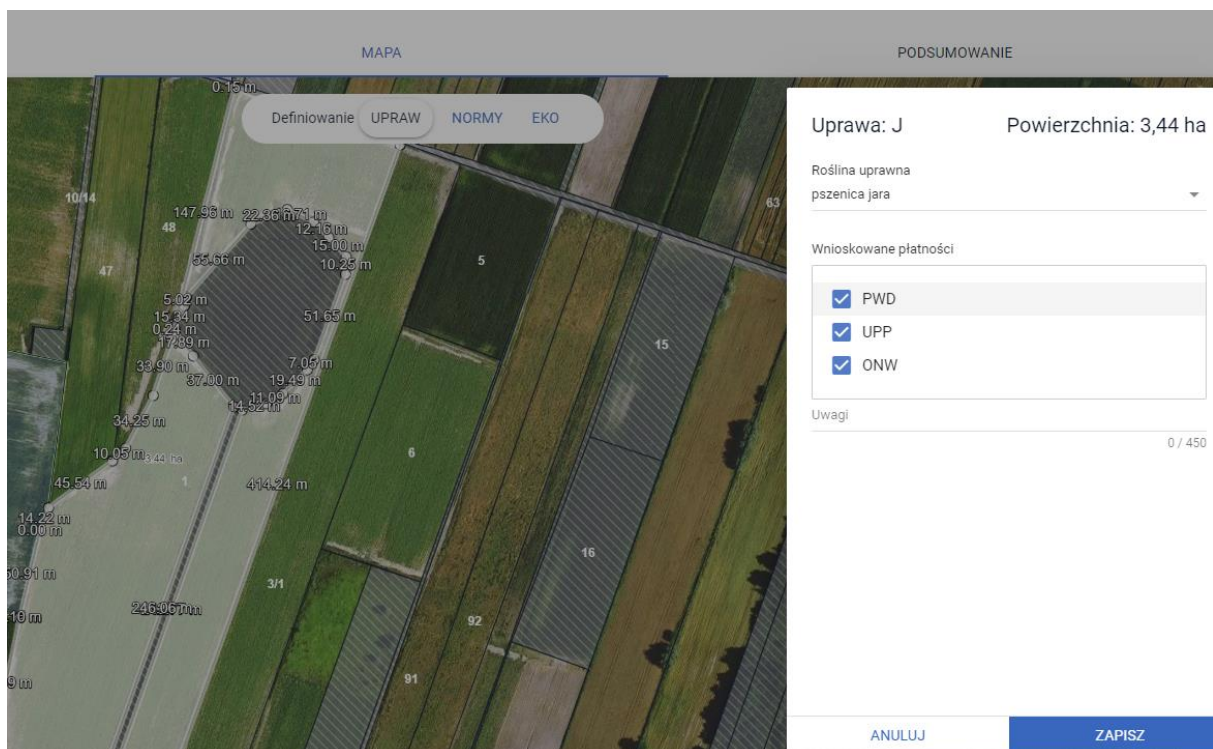 MAPA
PODSUMOWANIE
0.15 m
Definiowanie UPRAW NORMY EKO
Uprawa: J Powierzchnia: 3,44 ha
Roślina uprawna
pszenica jara
Wnioskowane płatności
PWD
UPP
ONW
Uwagi
0 / 450
ANULUJ ZAPISZ
10/14
63
147.96 m
22.36 m
48
12.16 m
15.00 m
55.66 m
10.25 m
5
47
5.02 m
15.34 m
51.65 m
0.24 m
17.89 m
15
33.90 m
7.05 m
37.00 m
19.49 m
11.09 m
14.52 m
34.25 m
10.05 m
3,44 ha
6
45.54 m
1
414.24 m
14.22 m
0.00 m
16
3/1
92
91